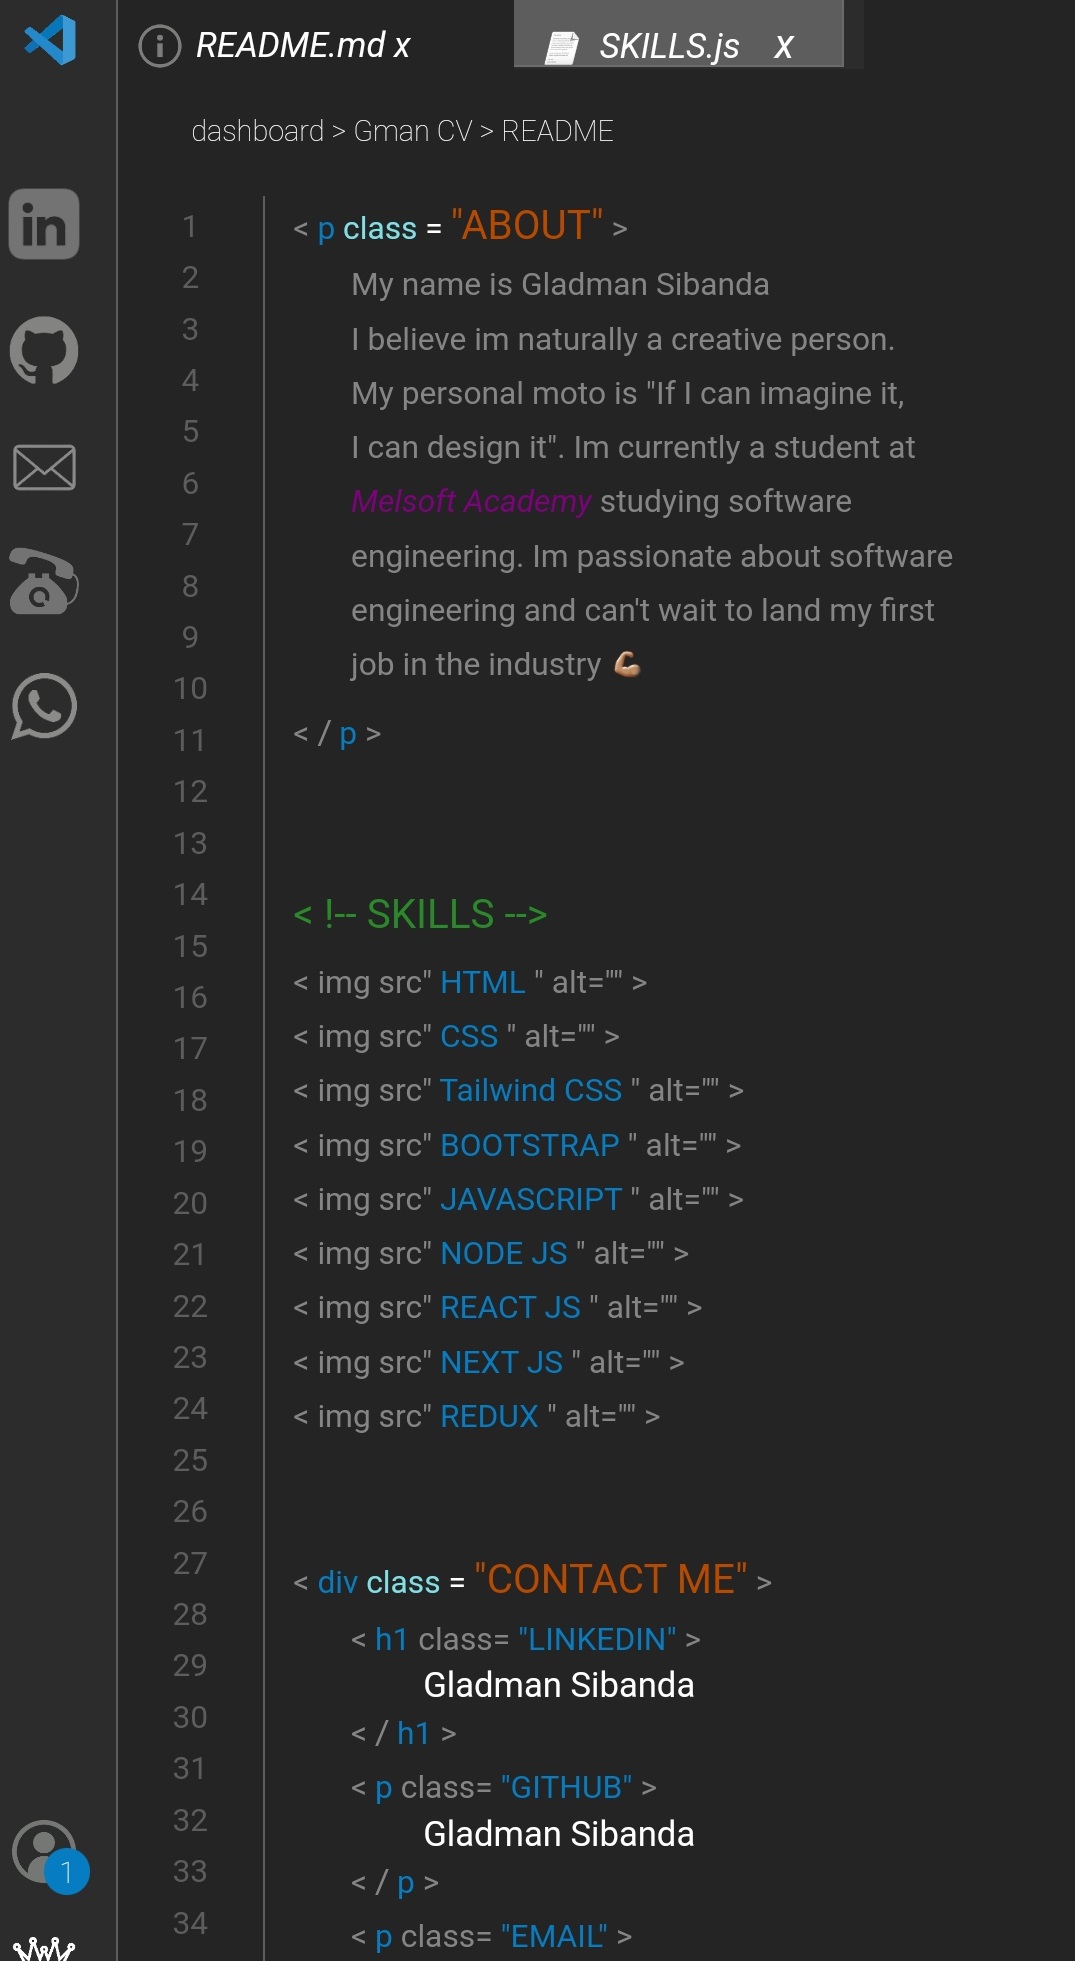 README.md x
SKILLS.js x
dashboard > Gman CV > README
1
2
3
4
5
6
7
8
9
10
11
12
13
14
15
16
17
18
19
20
21
22
23
24
25
26
27
28
29
30
31
32
33
34
< p class = "ABOUT" >
My name is Gladman Sibanda
I believe im naturally a creative person.
My personal moto is "If I can imagine it,
I can design it". Im currently a student at
Melsoft Academy studying software
engineering. Im passionate about software
engineering and can't wait to land my first
job in the industry 💪🏽
< / p >
< !-- SKILLS -->
< img src" HTML " alt="" >
< img src" CSS " alt="" >
< img src" Tailwind CSS " alt="" >
< img src" BOOTSTRAP " alt="" >
< img src" JAVASCRIPT " alt="" >
< img src" NODE JS " alt="" >
< img src" REACT JS " alt="" >
< img src" NEXT JS " alt="" >
< img src" REDUX " alt="" >
< div class = "CONTACT ME" >
< h1 class= "LINKEDIN" >
Gladman Sibanda
< / h1 >
< p class= "GITHUB" >
Gladman Sibanda
< / p >
< p class= "EMAIL" >
in
1